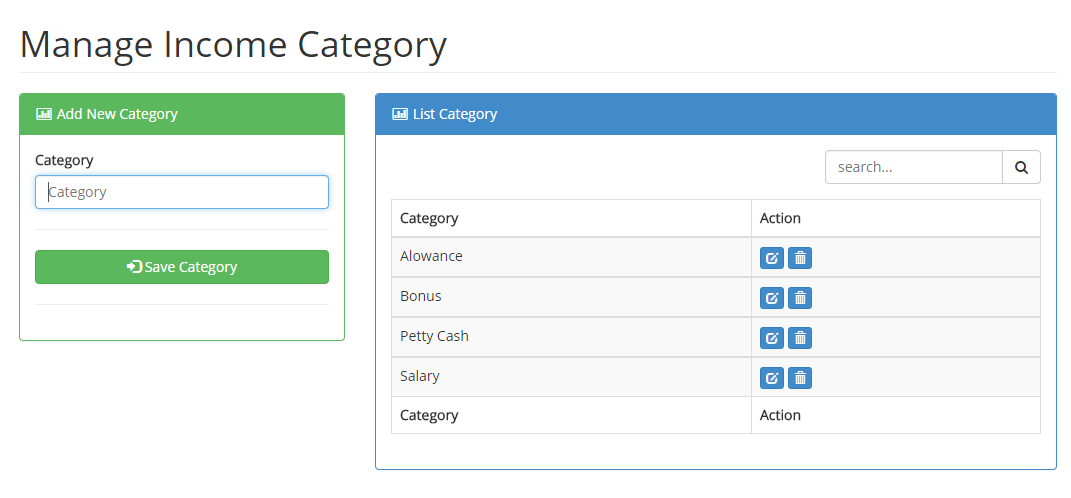 Manage Income Category
Add New Category
Category
Category
Save Category
List Category
search...
Category Action
Alowance
Bonus
Petty Cash
Salary
Category Action